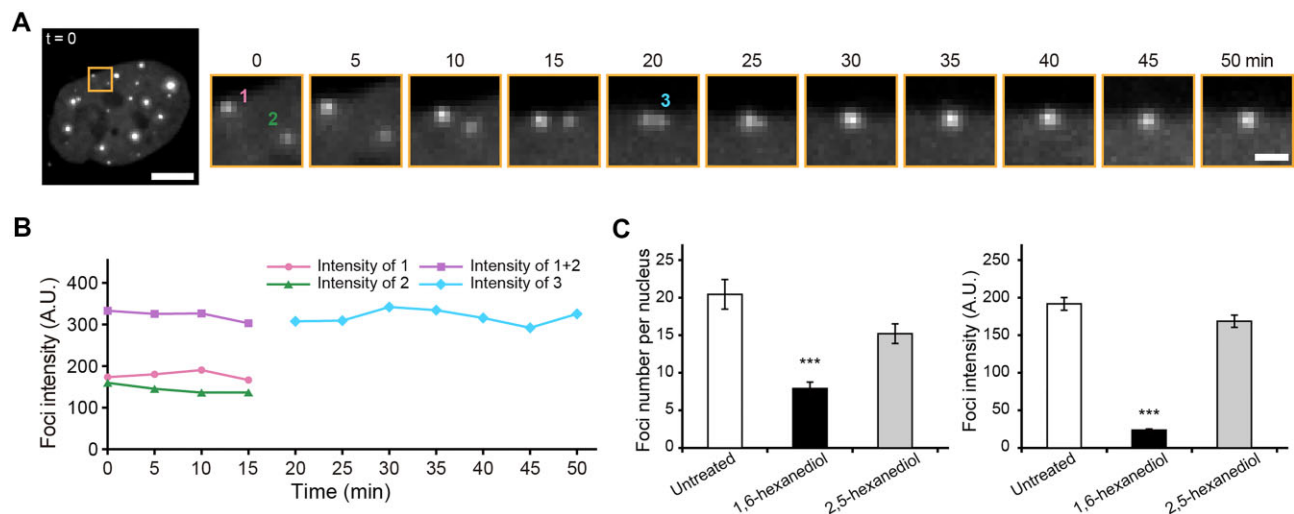 A
t = 0
0 5 10 15 20 25 30 35 40 45 50 min
1
2
3
B
Foci intensity (A.U.)
400
300
200
100
0
Intensity of 1 Intensity of 1+2
Intensity of 2 Intensity of 3
0 5 10 15 20 25 30 35 40 45 50
Time (min)
C
Foci number per nucleus
25
20
15
10
5
0
***
Untreated
1,6-hexanediol
2,5-hexanediol
Foci intensity (A.U.)
250
200
150
100
50
0
***
Untreated
1,6-hexanediol
2,5-hexanediol